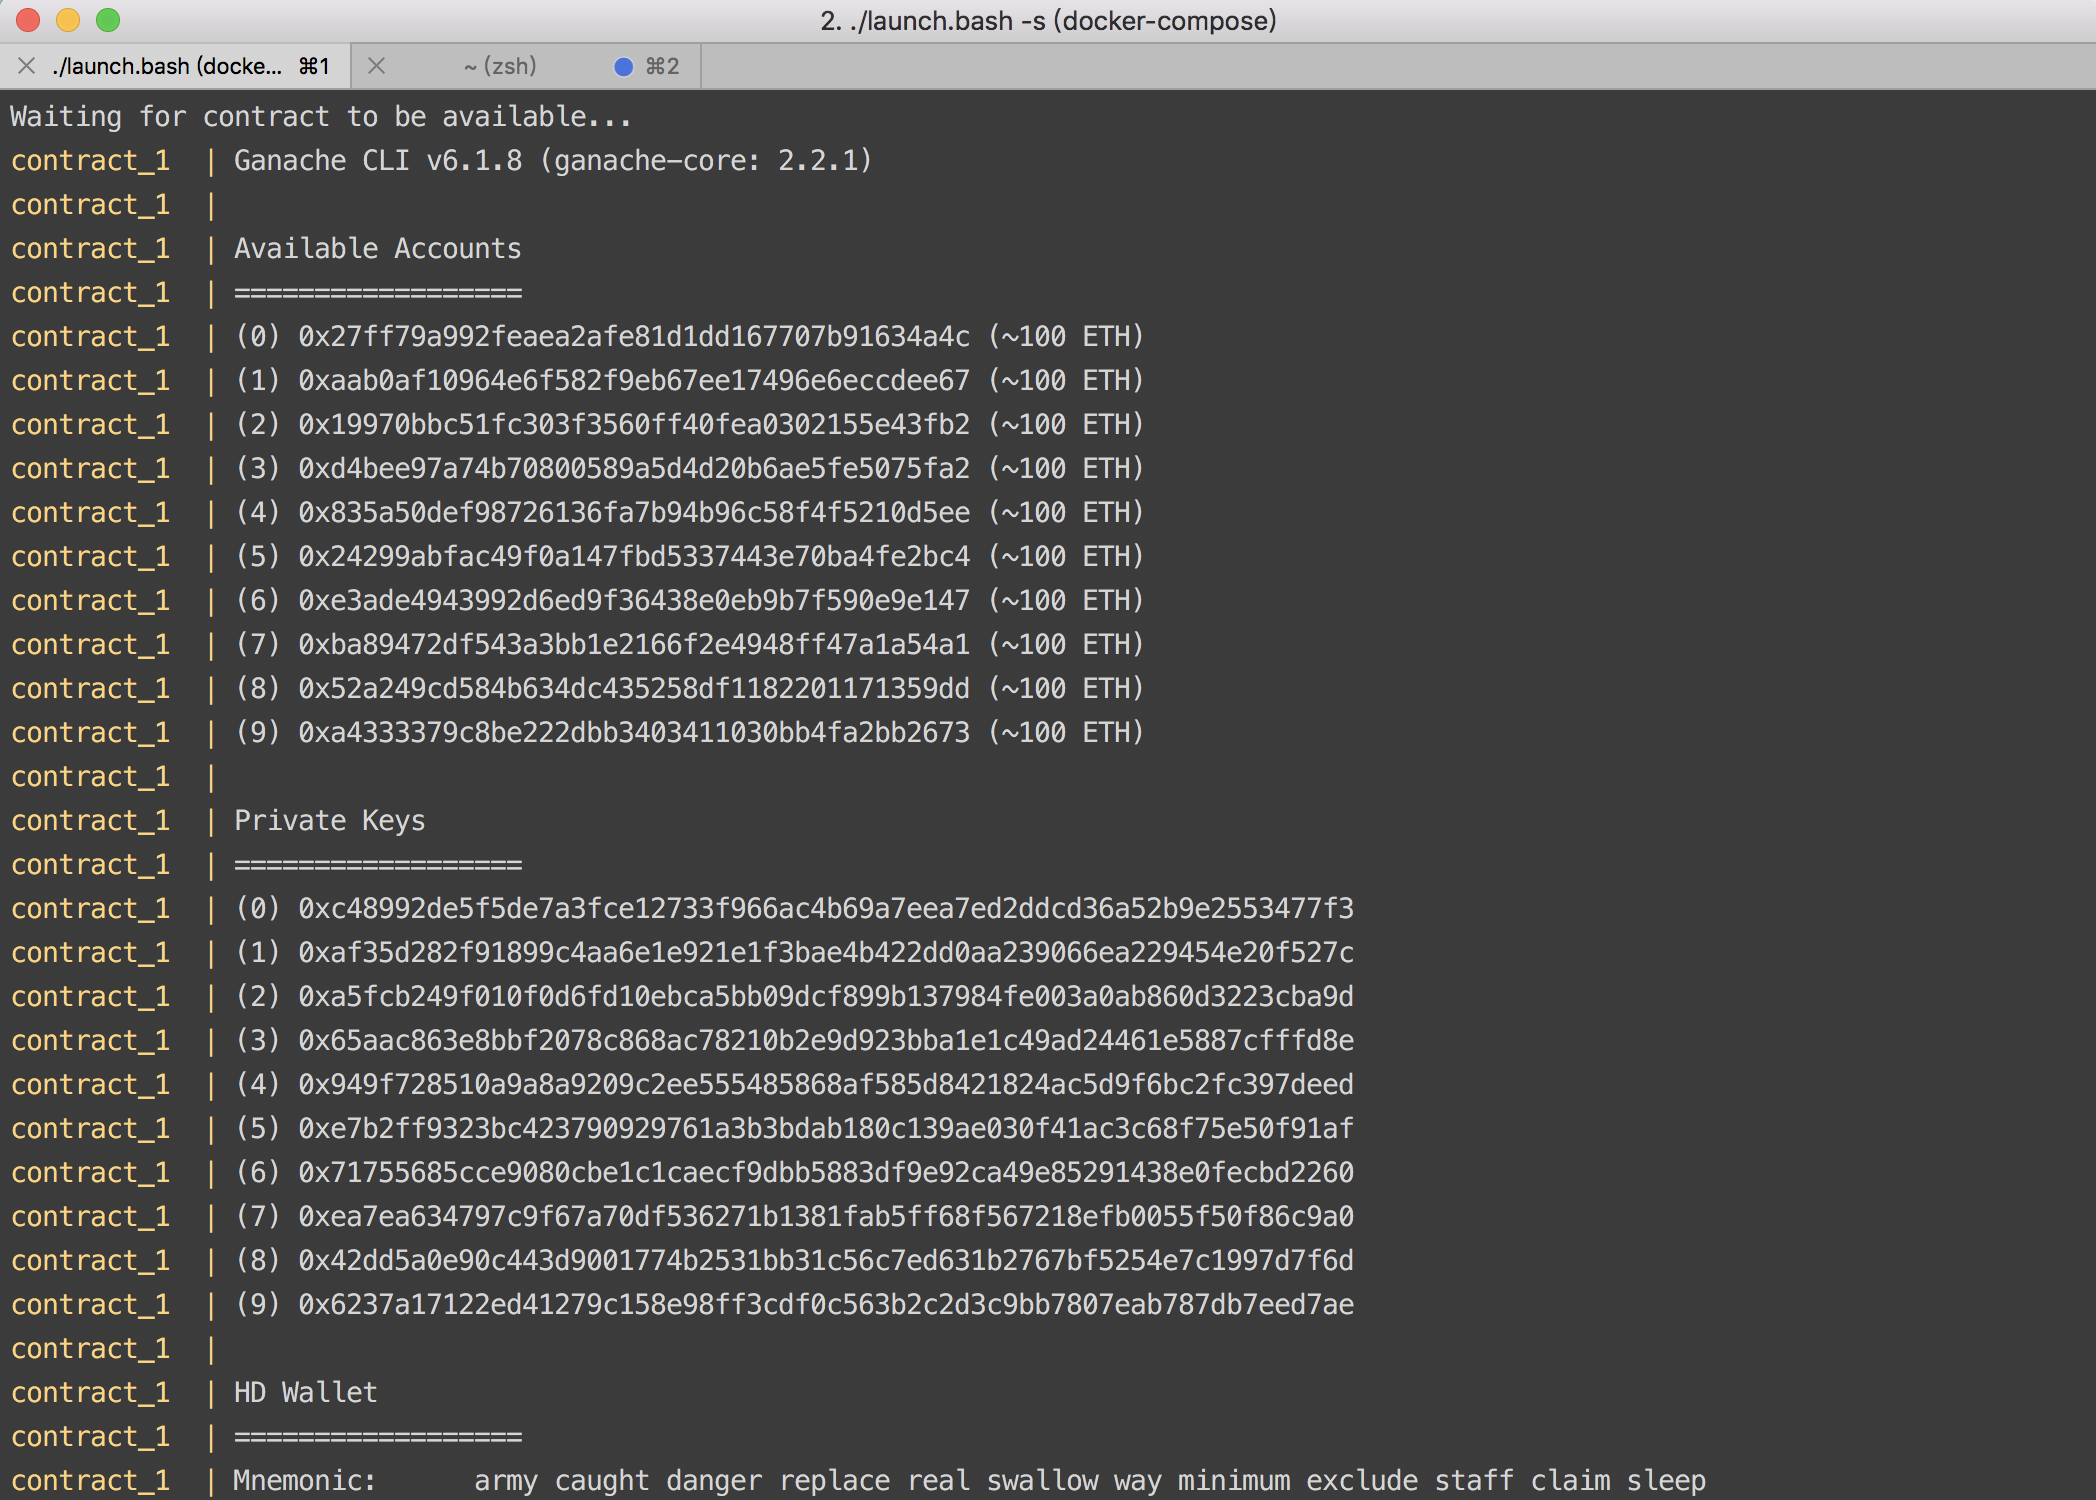 2. ./launch.bash -s (docker-compose)
./launch.bash (docke... ⌘1 ~ (zsh) ⌘2
Waiting for contract to be available...
contract_1 | Ganache CLI v6.1.8 (ganache-core: 2.2.1)
contract_1 |
contract_1 | Available Accounts
contract_1 | ==================
contract_1 | (0) 0x27ff79a992feaea2afe81d1dd167707b91634a4c (~100 ETH)
contract_1 | (1) 0xaab0af10964e6f582f9eb67ee17496e6eccdee67 (~100 ETH)
contract_1 | (2) 0x19970bbc51fc303f3560ff40fea0302155e43fb2 (~100 ETH)
contract_1 | (3) 0xd4bee97a74b70800589a5d4d20b6ae5fe5075fa2 (~100 ETH)
contract_1 | (4) 0x835a50def98726136fa7b94b96c58f4f5210d5ee (~100 ETH)
contract_1 | (5) 0x24299abfac49f0a147fbd5337443e70ba4fe2bc4 (~100 ETH)
contract_1 | (6) 0xe3ade4943992d6ed9f36438e0eb9b7f590e9e147 (~100 ETH)
contract_1 | (7) 0xba89472df543a3bb1e2166f2e4948ff47a1a54a1 (~100 ETH)
contract_1 | (8) 0x52a249cd584b634dc435258df1182201171359dd (~100 ETH)
contract_1 | (9) 0xa4333379c8be222dbb3403411030bb4fa2bb2673 (~100 ETH)
contract_1 |
contract_1 | Private Keys
contract_1 | ==================
contract_1 | (0) 0xc48992de5f5de7a3fce12733f966ac4b69a7eea7ed2ddcd36a52b9e2553477f3
contract_1 | (1) 0xaf35d282f91899c4aa6e1e921e1f3bae4b422dd0aa239066ea229454e20f527c
contract_1 | (2) 0xa5fcb249f010f0d6fd10ebca5bb09dcf899b137984fe003a0ab860d3223cba9d
contract_1 | (3) 0x65aac863e8bbf2078c868ac78210b2e9d923bba1e1c49ad24461e5887cfffd8e
contract_1 | (4) 0x949f728510a9a8a9209c2ee555485868af585d8421824ac5d9f6bc2fc397deed
contract_1 | (5) 0xe7b2ff9323bc423790929761a3b3bdab180c139ae030f41ac3c68f75e50f91af
contract_1 | (6) 0x71755685cce9080cbe1c1caecf9dbb5883df9e92ca49e85291438e0fecbd2260
contract_1 | (7) 0xea7ea634797c9f67a70df536271b1381fab5ff68f567218efb0055f50f86c9a0
contract_1 | (8) 0x42dd5a0e90c443d9001774b2531bb31c56c7ed631b2767bf5254e7c1997d7f6d
contract_1 | (9) 0x6237a17122ed41279c158e98ff3cdf0c563b2c2d3c9bb7807eab787db7eed7ae
contract_1 |
contract_1 | HD Wallet
contract_1 | ==================
contract_1 | Mnemonic: army caught danger replace real swallow way minimum exclude staff claim sleep